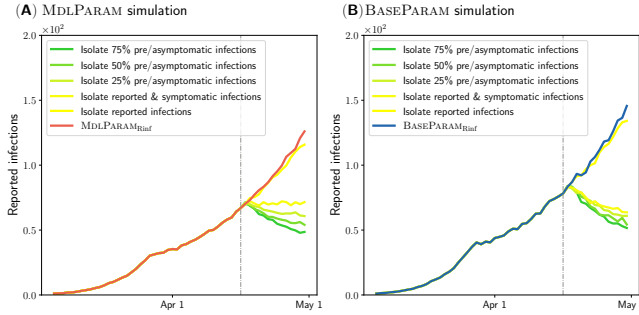 (A) MDLPARAM simulation
×10²
2.0
1.5
1.0
0.5
0.0
Reported infections
Isolate 75% pre/asymptomatic infections
Isolate 50% pre/asymptomatic infections
Isolate 25% pre/asymptomatic infections
Isolate reported & symptomatic infections
Isolate reported infections
MDLPARAM_Rinf
Apr 1
May 1
(B) BASEPARAM simulation
×10²
2.0
1.5
1.0
0.5
0.0
Reported infections
Isolate 75% pre/asymptomatic infections
Isolate 50% pre/asymptomatic infections
Isolate 25% pre/asymptomatic infections
Isolate reported & symptomatic infections
Isolate reported infections
BASEPARAM_Rinf
Apr 1
May